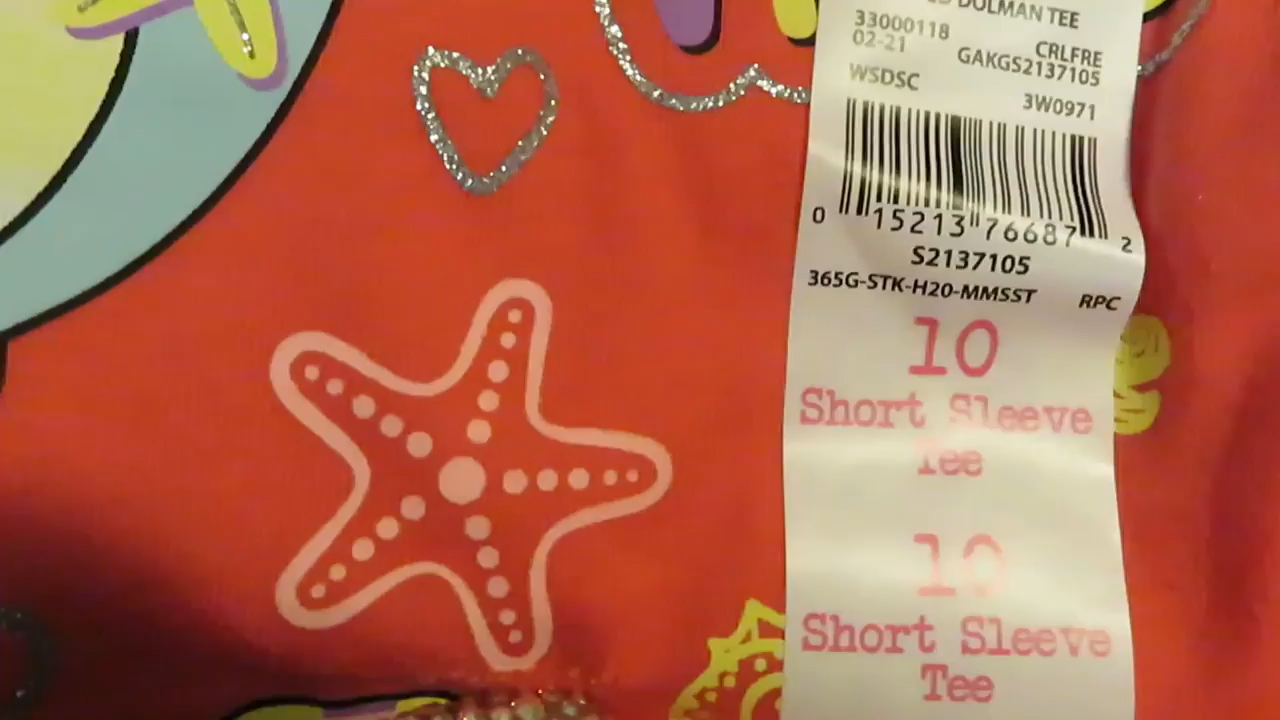 DOLMAN TEE
33000118
CRLFRE
02-21
GAKGS2137105
WSDSC
3W0971
0 15213 76687 2
S2137105
365G-STK-H20-MMSST RPC
10
Short Sleeve
Tee
10
Short Sleeve
Tee